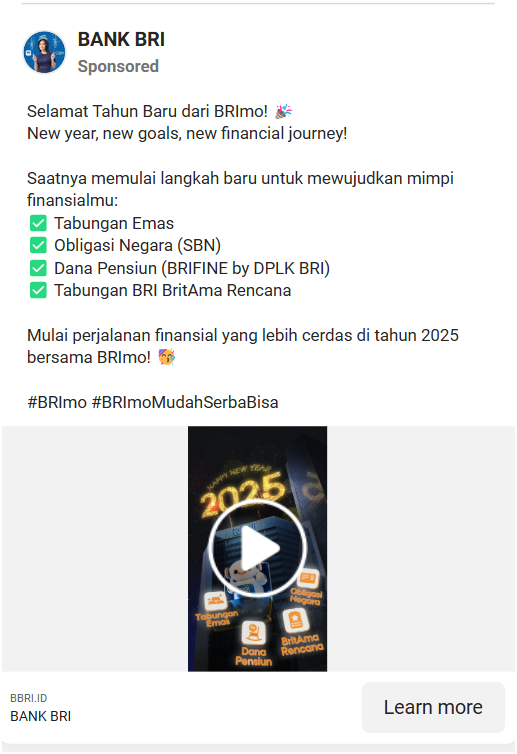 BANK BRI
Sponsored
Selamat Tahun Baru dari BRImo! 🎉
New year, new goals, new financial journey!
Saatnya memulai langkah baru untuk mewujudkan mimpi
finansialmu:
✅ Tabungan Emas
✅ Obligasi Negara (SBN)
✅ Dana Pensiun (BRIFINE by DPLK BRI)
✅ Tabungan BRI BritAma Rencana
Mulai perjalanan finansial yang lebih cerdas di tahun 2025
bersama BRImo! 🥳
#BRImo #BRImoMudahSerbaBisa
HAPPY NEW YEAR!
2025
Obligasi
Negara
Tabungan
Emas
BritAma
Rencana
Dana
Pensiun
BBRI.ID
BANK BRI
Learn more